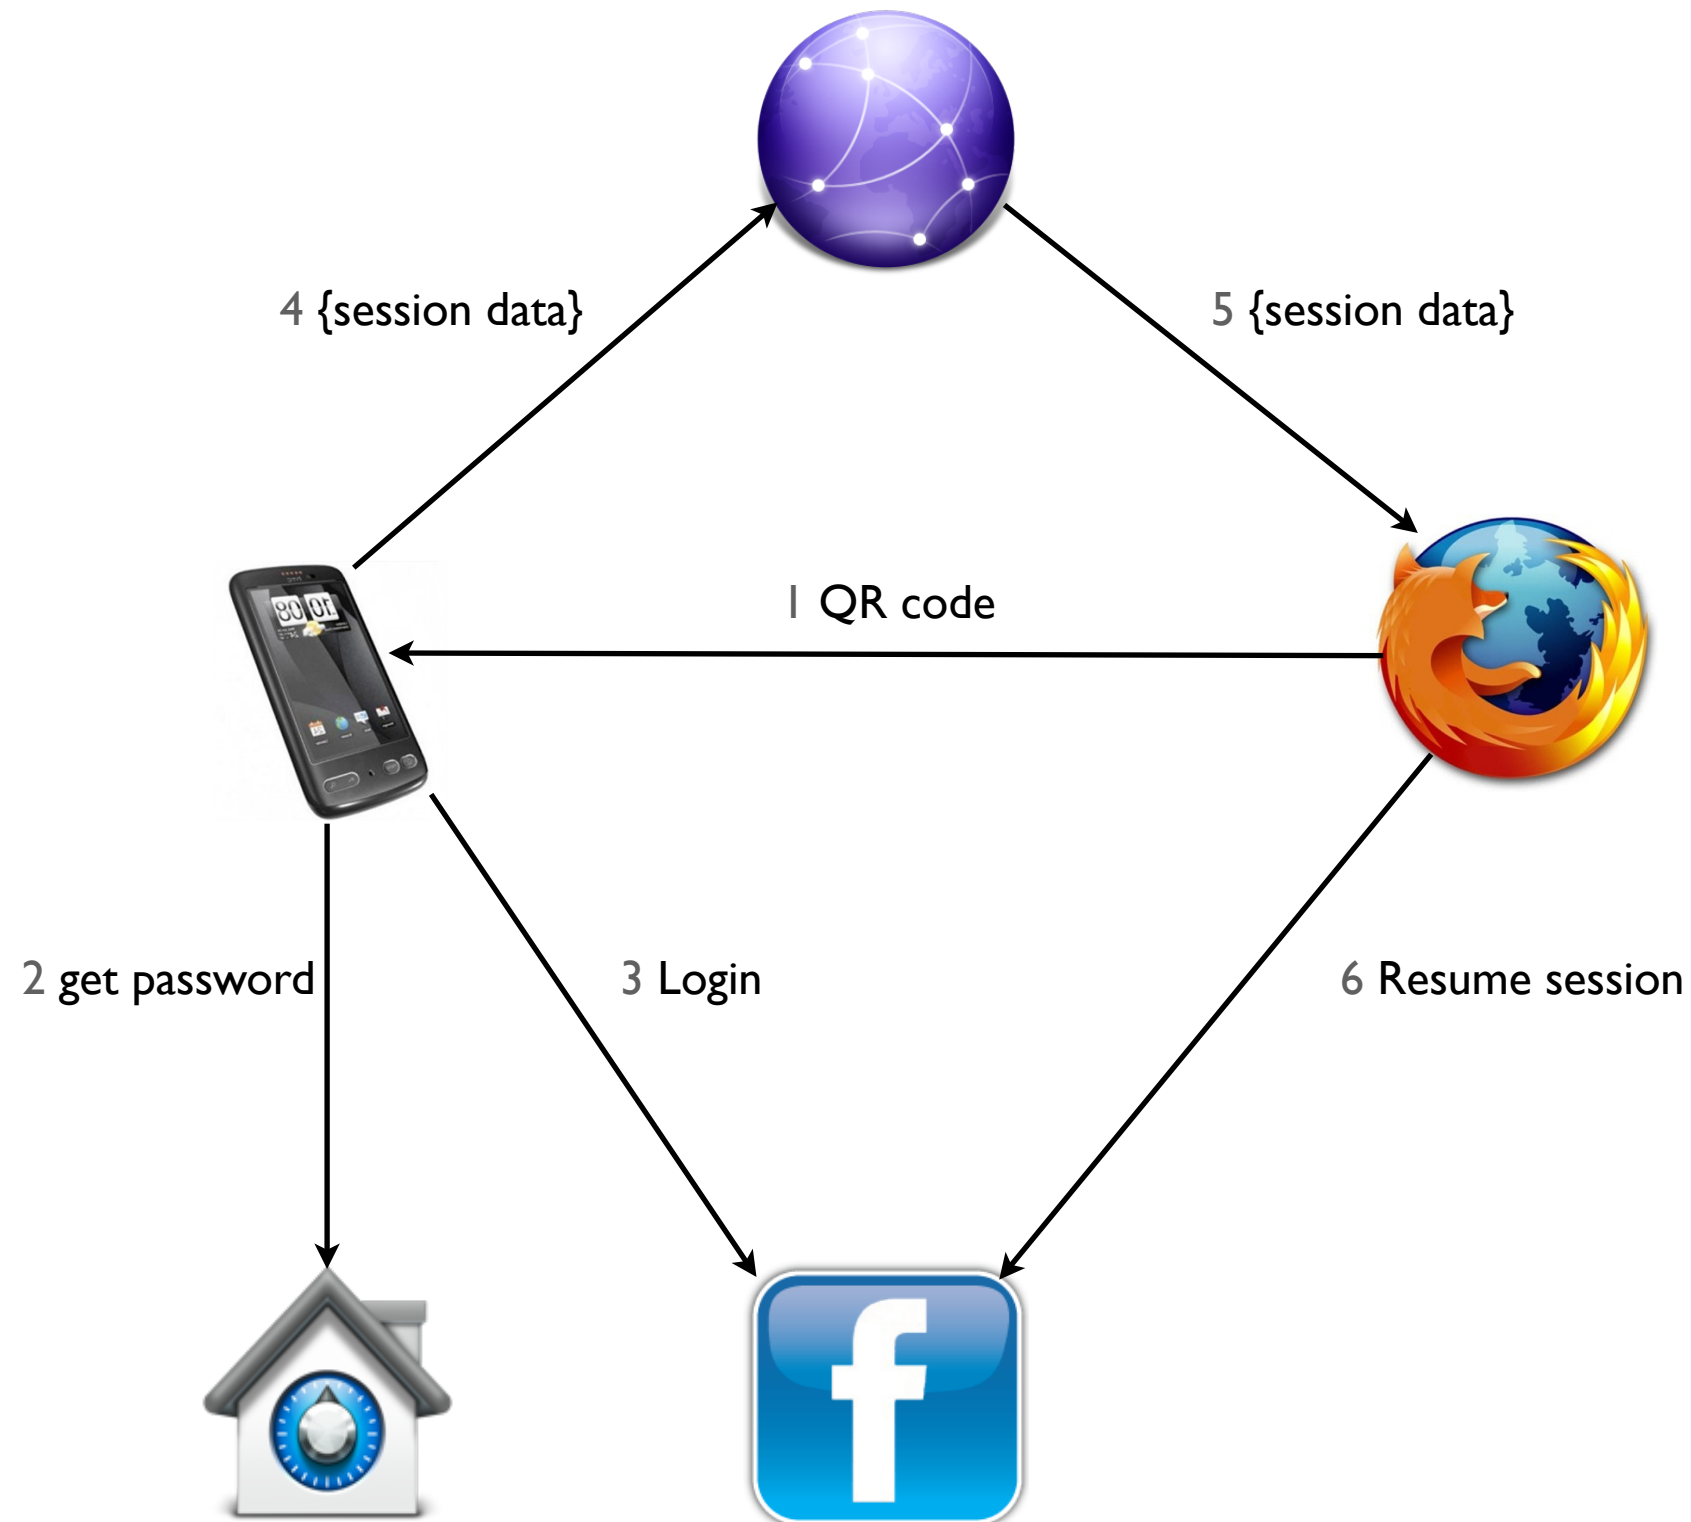 4 {session data}
5 {session data}
1 QR code
2 get password
3 Login
6 Resume session
f